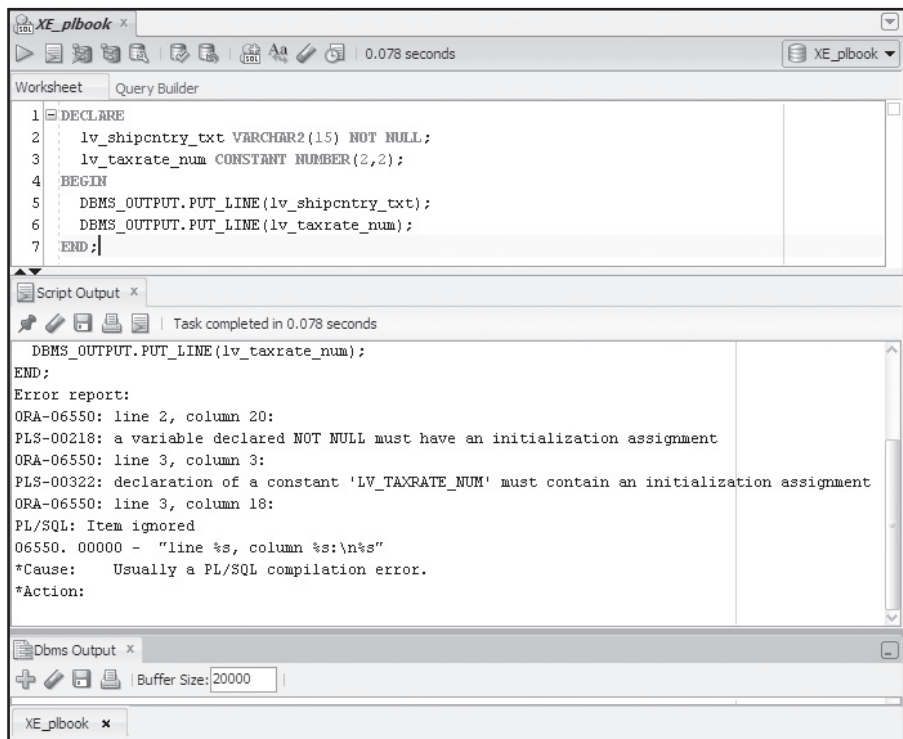 XE_plbook
0.078 seconds
XE_plbook
Worksheet Query Builder
1 DECLARE
2 lv_shipcntry_txt VARCHAR2(15) NOT NULL;
3 lv_taxrate_num CONSTANT NUMBER(2,2);
4 BEGIN
5 DBMS_OUTPUT.PUT_LINE(lv_shipcntry_txt);
6 DBMS_OUTPUT.PUT_LINE(lv_taxrate_num);
7 END;
Script Output
Task completed in 0.078 seconds
DBMS_OUTPUT.PUT_LINE(lv_taxrate_num);
END;
Error report:
ORA-06550: line 2, column 20:
PLS-00218: a variable declared NOT NULL must have an initialization assignment
ORA-06550: line 3, column 3:
PLS-00322: declaration of a constant 'LV_TAXRATE_NUM' must contain an initialization assignment
ORA-06550: line 3, column 18:
PL/SQL: Item ignored
06550. 00000 - "line %s, column %s:\n%s"
*Cause: Usually a PL/SQL compilation error.
*Action:
Dbms Output
Buffer Size: 20000
XE_plbook